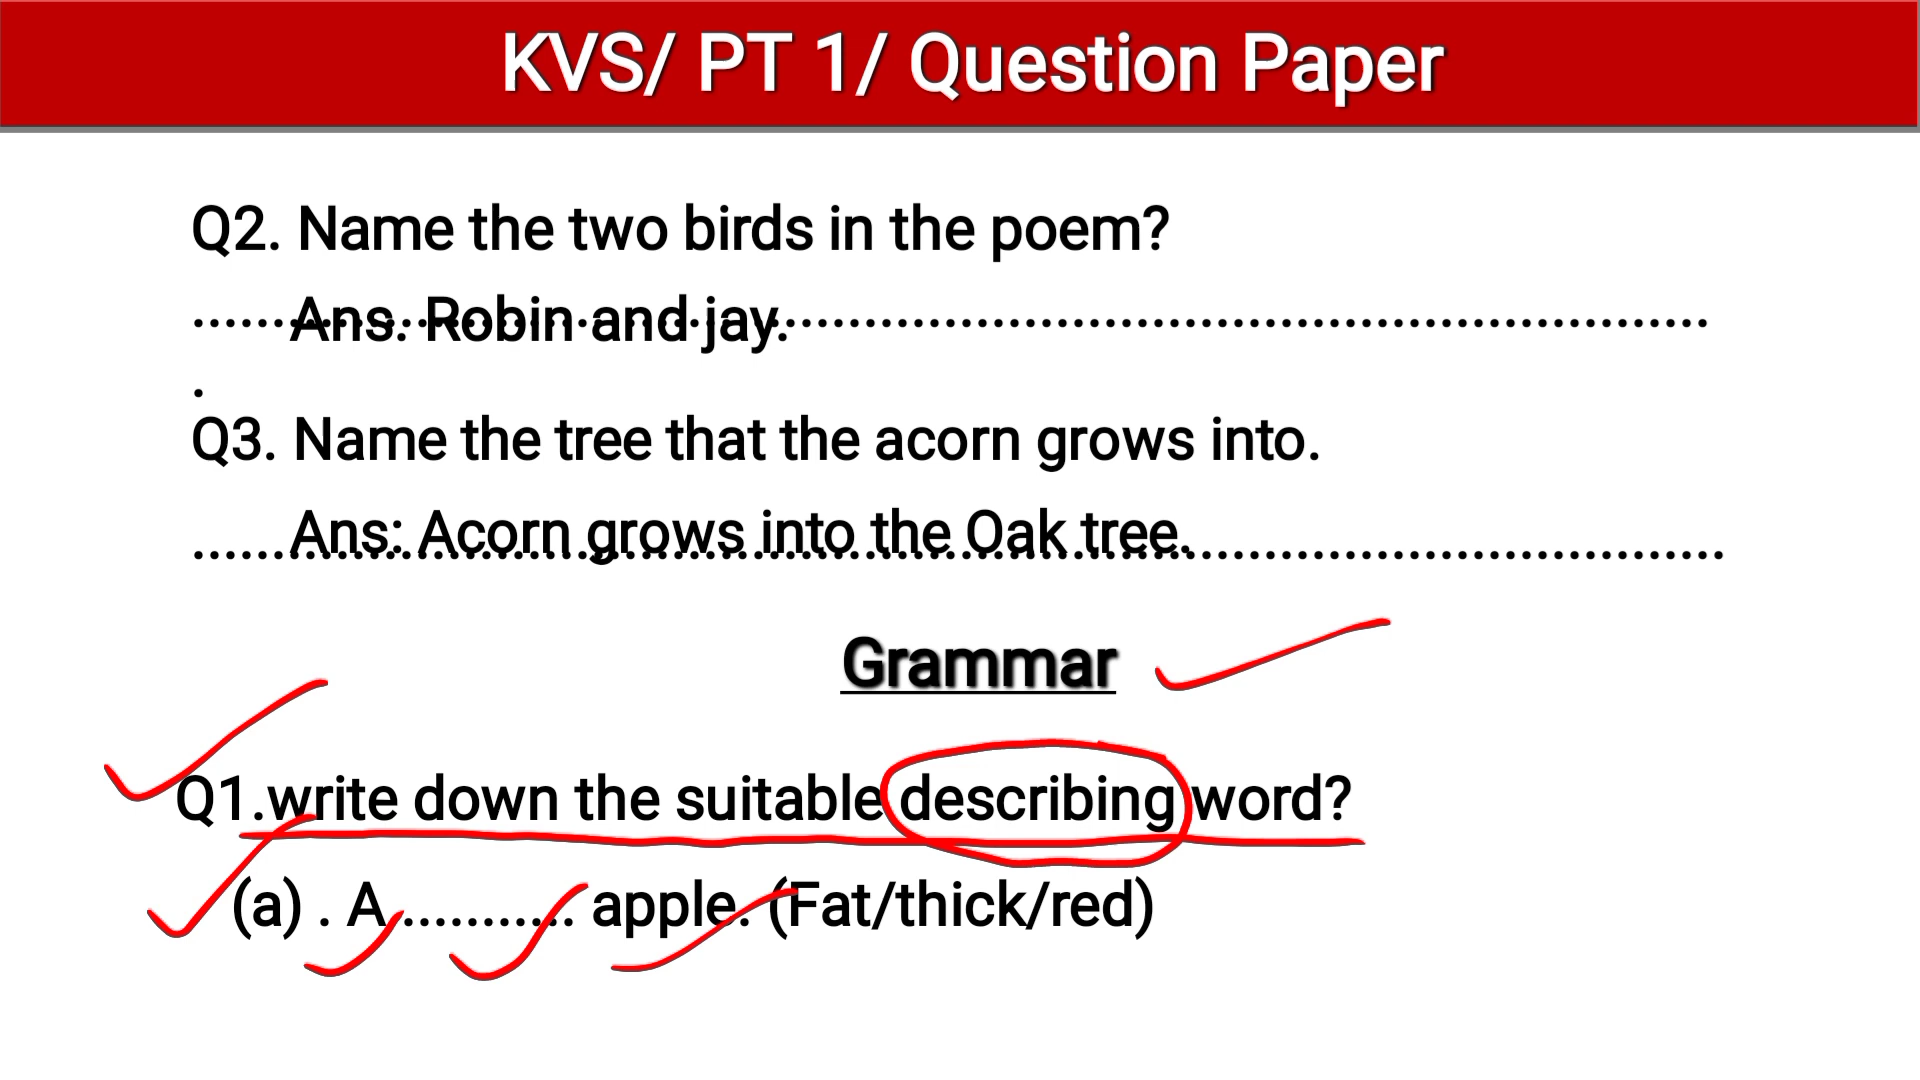 KVS/ PT 1/ Question Paper
Q2. Name the two birds in the poem?
Ans. Robin and jay.
.
Q3. Name the tree that the acorn grows into.
Ans: Acorn grows into the Oak tree.
Grammar
Q1.write down the suitable describing word?
(a) . A........... apple. (Fat/thick/red)